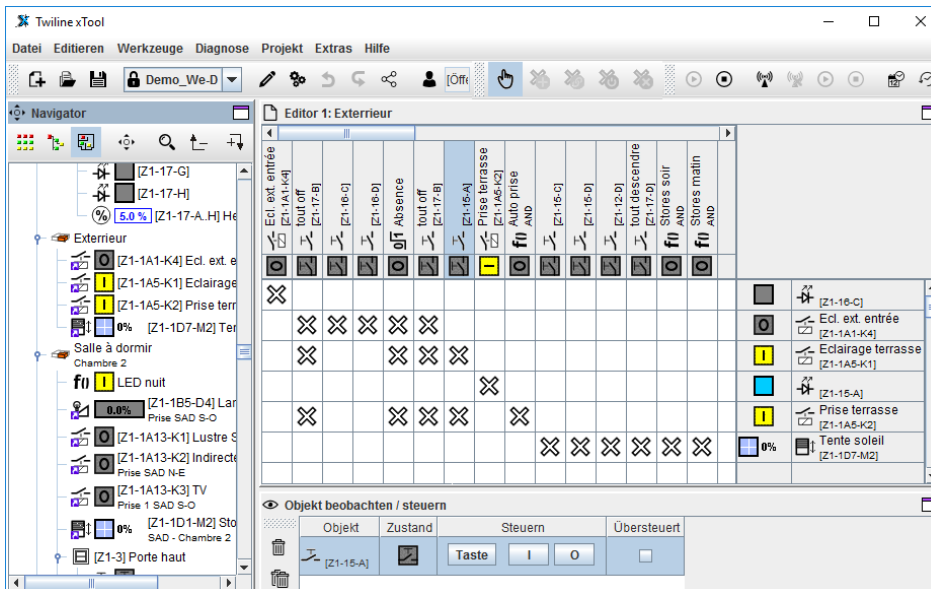 Twiline xTool
Datei Editieren Werkzeuge Diagnose Projekt Extras Hilfe
Demo_We-D
[Öffe
Navigator
[Z1-17-G]
[Z1-17-H]
5.0 % [Z1-17-A..H] He
Exterrieur
[Z1-1A1-K4] Ecl. ext. e
[Z1-1A5-K1] Eclairage
[Z1-1A5-K2] Prise terr
0% [Z1-1D7-M2] Ter
Salle à dormir
Chambre 2
LED nuit
0.0% [Z1-1B5-D4] Lar
Prise SAD S-O
[Z1-1A13-K1] Lustre S
[Z1-1A13-K2] Indirecte
Prise SAD N-E
[Z1-1A13-K3] TV
Prise 1 SAD S-O
0% [Z1-1D1-M2] Sto
SAD - Chambre 2
[Z1-3] Porte haut
Editor 1: Exterrieur
Ecl. ext. entrée
[Z1-1A1-K4]
tout off
[Z1-17-B]
[Z1-16-C]
[Z1-16-D]
Absence
tout off
[Z1-17-B]
[Z1-15-A]
Prise terrasse
[Z1-1A5-K2]
Auto prise
AND
[Z1-15-C]
[Z1-15-D]
[Z1-12-D]
tout descendre
[Z1-17-D]
Stores soir
AND
Stores matin
AND
[Z1-16-C]
Ecl. ext. entrée
[Z1-1A1-K4]
Eclairage terrasse
[Z1-1A5-K1]
[Z1-15-A]
Prise terrasse
[Z1-1A5-K2]
0% Tente soleil
[Z1-1D7-M2]
Objekt beobachten / steuern
Objekt Zustand Steuern Übersteuert
[Z1-15-A] Taste I O